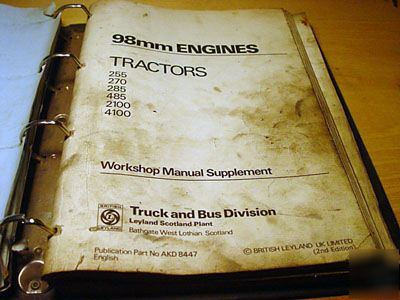 98mm ENGINES
TRACTORS
255
270
285
485
2100
4100
Workshop Manual Supplement
BRITISH
LEYLAND
Truck and Bus Division
Leyland Scotland Plant
Bathgate West Lothian Scotland
Publication Part No AKD 8447
English
© BRITISH LEYLAND UK LIMITED
(2nd Edition)